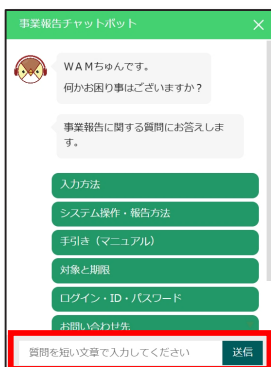 事業報告チャットボット
WAMちゅんです。
何かお困り事はございますか？
事業報告に関する質問にお答えしま
す。
入力方法
システム操作・報告方法
手引き（マニュアル）
対象と期限
ログイン・ID・パスワード
お問い合わせ先
質問を短い文章で入力してください 送信